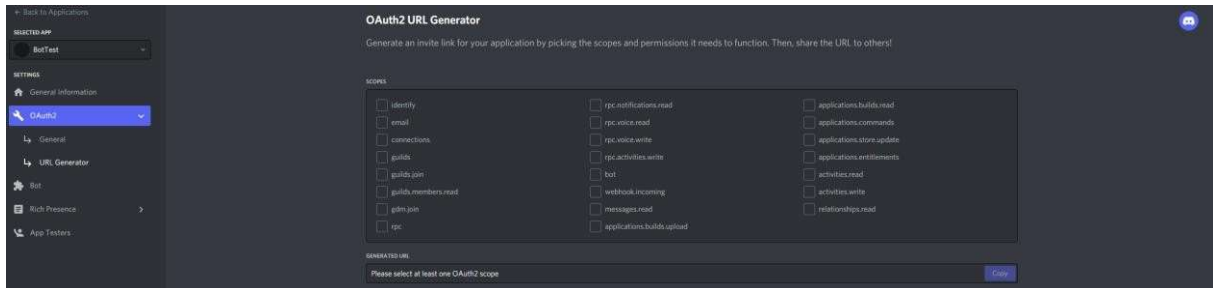 ← Back to Applications
SELECTED APP
BotTest
SETTINGS
General Information
OAuth2
General
URL Generator
Bot
Rich Presence
App Testers
OAuth2 URL Generator
Generate an invite link for your application by picking the scopes and permissions it needs to function. Then, share the URL to others!
SCOPES
identify
email
connections
guilds
guilds.join
guilds.members.read
gdm.join
rpc
rpc.notifications.read
rpc.voice.read
rpc.voice.write
rpc.activities.write
bot
webhook.incoming
messages.read
applications.builds.upload
applications.builds.read
applications.commands
applications.store.update
applications.entitlements
activities.read
activities.write
relationships.read
GENERATED URL
Please select at least one OAuth2 scope
Copy